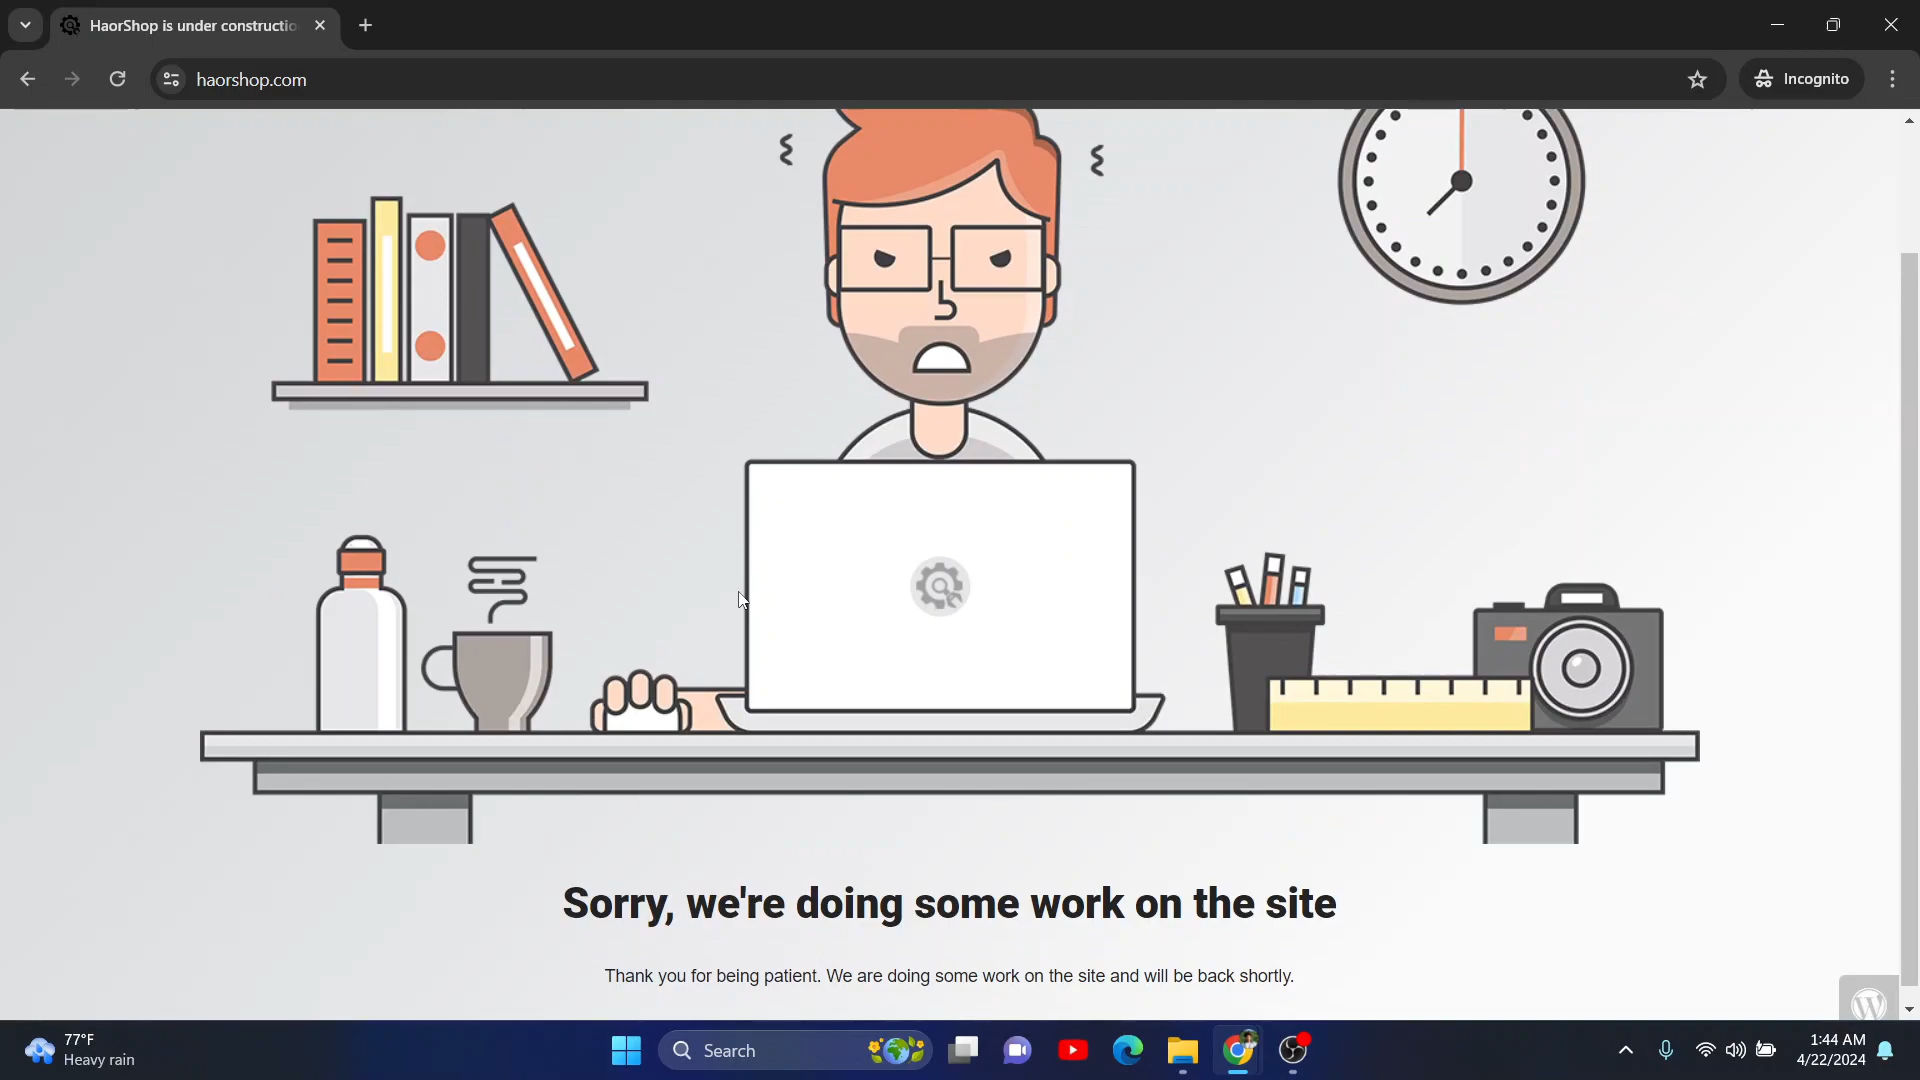 HaorShop is under constructio
haorshop.com
Incognito
Sorry, we're doing some work on the site
Thank you for being patient. We are doing some work on the site and will be back shortly.
77°F
Heavy rain
Search
1:44 AM
4/22/2024